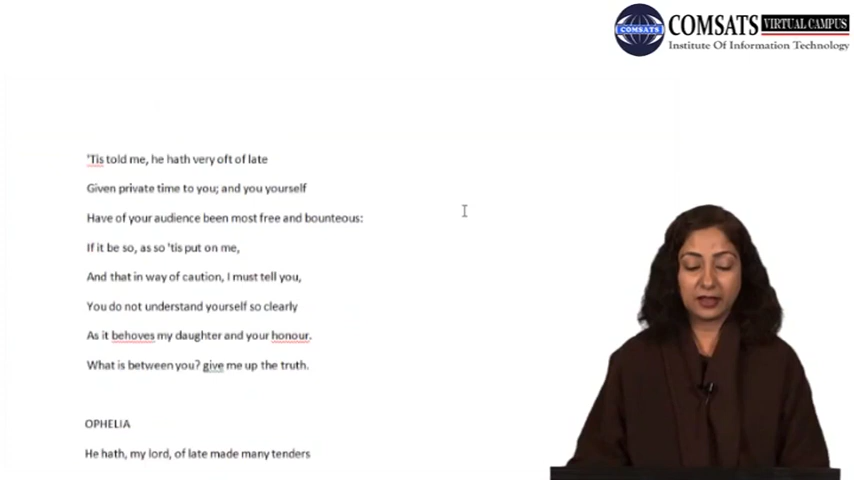 COMSATS VIRTUAL CAMPUS
COMSATS
Institute Of Information Technology
'Tis told me, he hath very oft of late
Given private time to you; and you yourself
Have of your audience been most free and bounteous:
If it be so, as so 'tis put on me,
And that in way of caution, I must tell you,
You do not understand yourself so clearly
As it behoves my daughter and your honour.
What is between you? give me up the truth.
OPHELIA
He hath, my lord, of late made many tenders